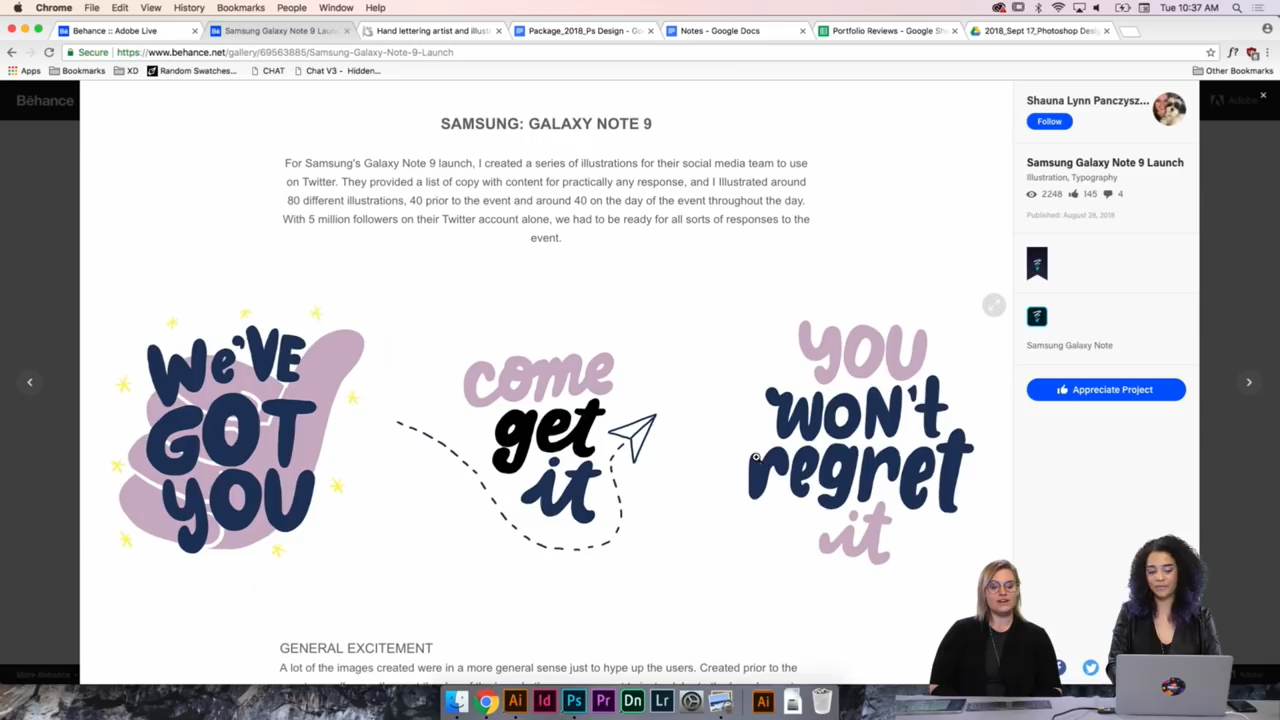 Chrome File Edit View History Bookmarks People Window Help
Tue 10:37 AM
Behance :: Adobe Live
Samsung Galaxy Note 9 Laun
Hand lettering artist and illust
Package_2018_Ps Design - Go
Notes - Google Docs
Portfolio Reviews - Google Sh
2018_Sept 17_Photoshop Desi
Secure https://www.behance.net/gallery/69563885/Samsung-Galaxy-Note-9-Launch
Apps Bookmarks XD Random Swatches... CHAT Chat V3 - Hidden...
Other Bookmarks
Bēhance
Adobe
SAMSUNG: GALAXY NOTE 9
For Samsung's Galaxy Note 9 launch, I created a series of illustrations for their social media team to use
on Twitter. They provided a list of copy with content for practically any response, and I Illustrated around
80 different illustrations, 40 prior to the event and around 40 on the day of the event throughout the day.
With 5 million followers on their Twitter account alone, we had to be ready for all sorts of responses to the
event.
We've
GOT
you
come
get
it
you
won't
regret
it
Shauna Lynn Panczysz...
Follow
Samsung Galaxy Note 9 Launch
Illustration, Typography
2248 145 4
Published: August 28, 2018
Samsung Galaxy Note
Appreciate Project
GENERAL EXCITEMENT
A lot of the images created were in a more general sense just to hype up the users. Created prior to the
Ai Id Ps Pr Dn Lr Ai